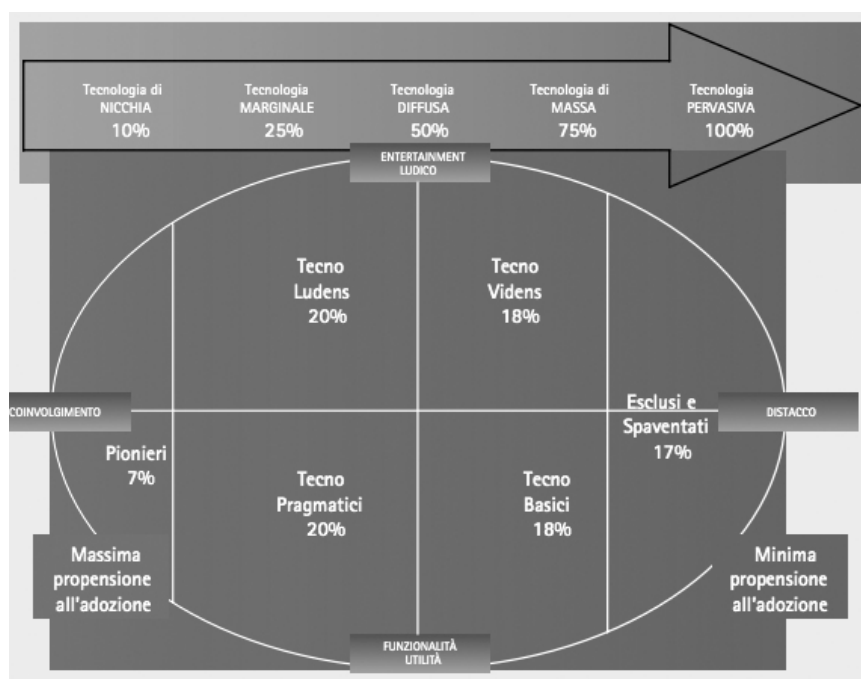 Tecnologia di
NICCHIA
10%
Tecnologia
MARGINALE
25%
Tecnologia
DIFFUSA
50%
Tecnologia di
MASSA
75%
Tecnologia
PERVASIVA
100%
ENTERTAINMENT
LUDICO
Tecno
Ludens
20%
Tecno
Videns
18%
COINVOLGIMENTO
Esclusi e
Spaventati
17%
DISTACCO
Pionieri
7%
Tecno
Pragmatici
20%
Tecno
Basici
18%
Massima
propensione
all'adozione
Minima
propensione
all'adozione
FUNZIONALITÀ
UTILITÀ